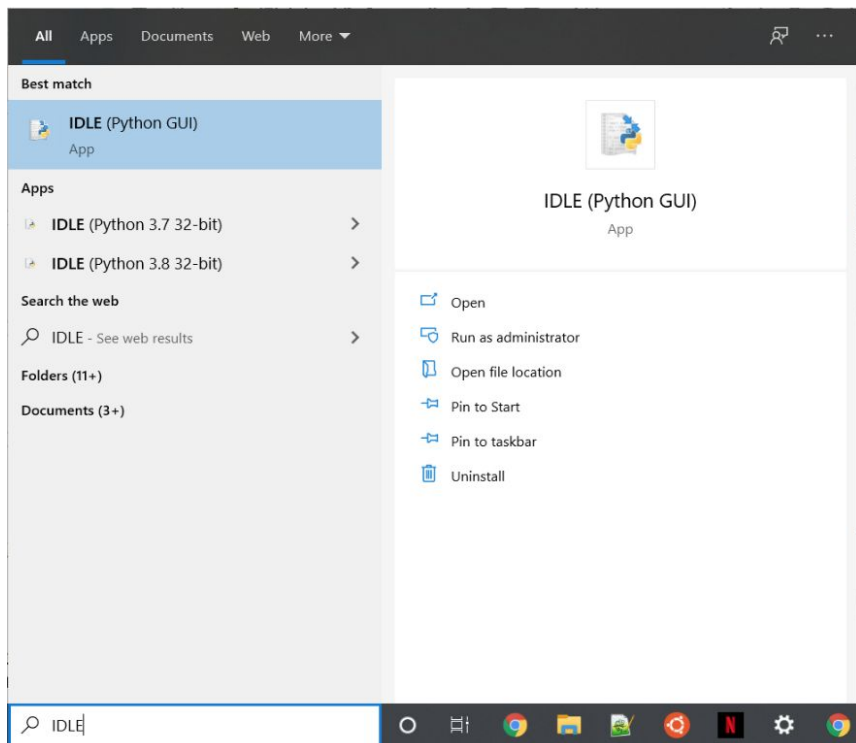 All Apps Documents Web More
Best match
IDLE (Python GUI)
App
Apps
IDLE (Python 3.7 32-bit)
IDLE (Python 3.8 32-bit)
Search the web
IDLE - See web results
Folders (11+)
Documents (3+)
IDLE (Python GUI)
App
Open
Run as administrator
Open file location
Pin to Start
Pin to taskbar
Uninstall
IDLE
N